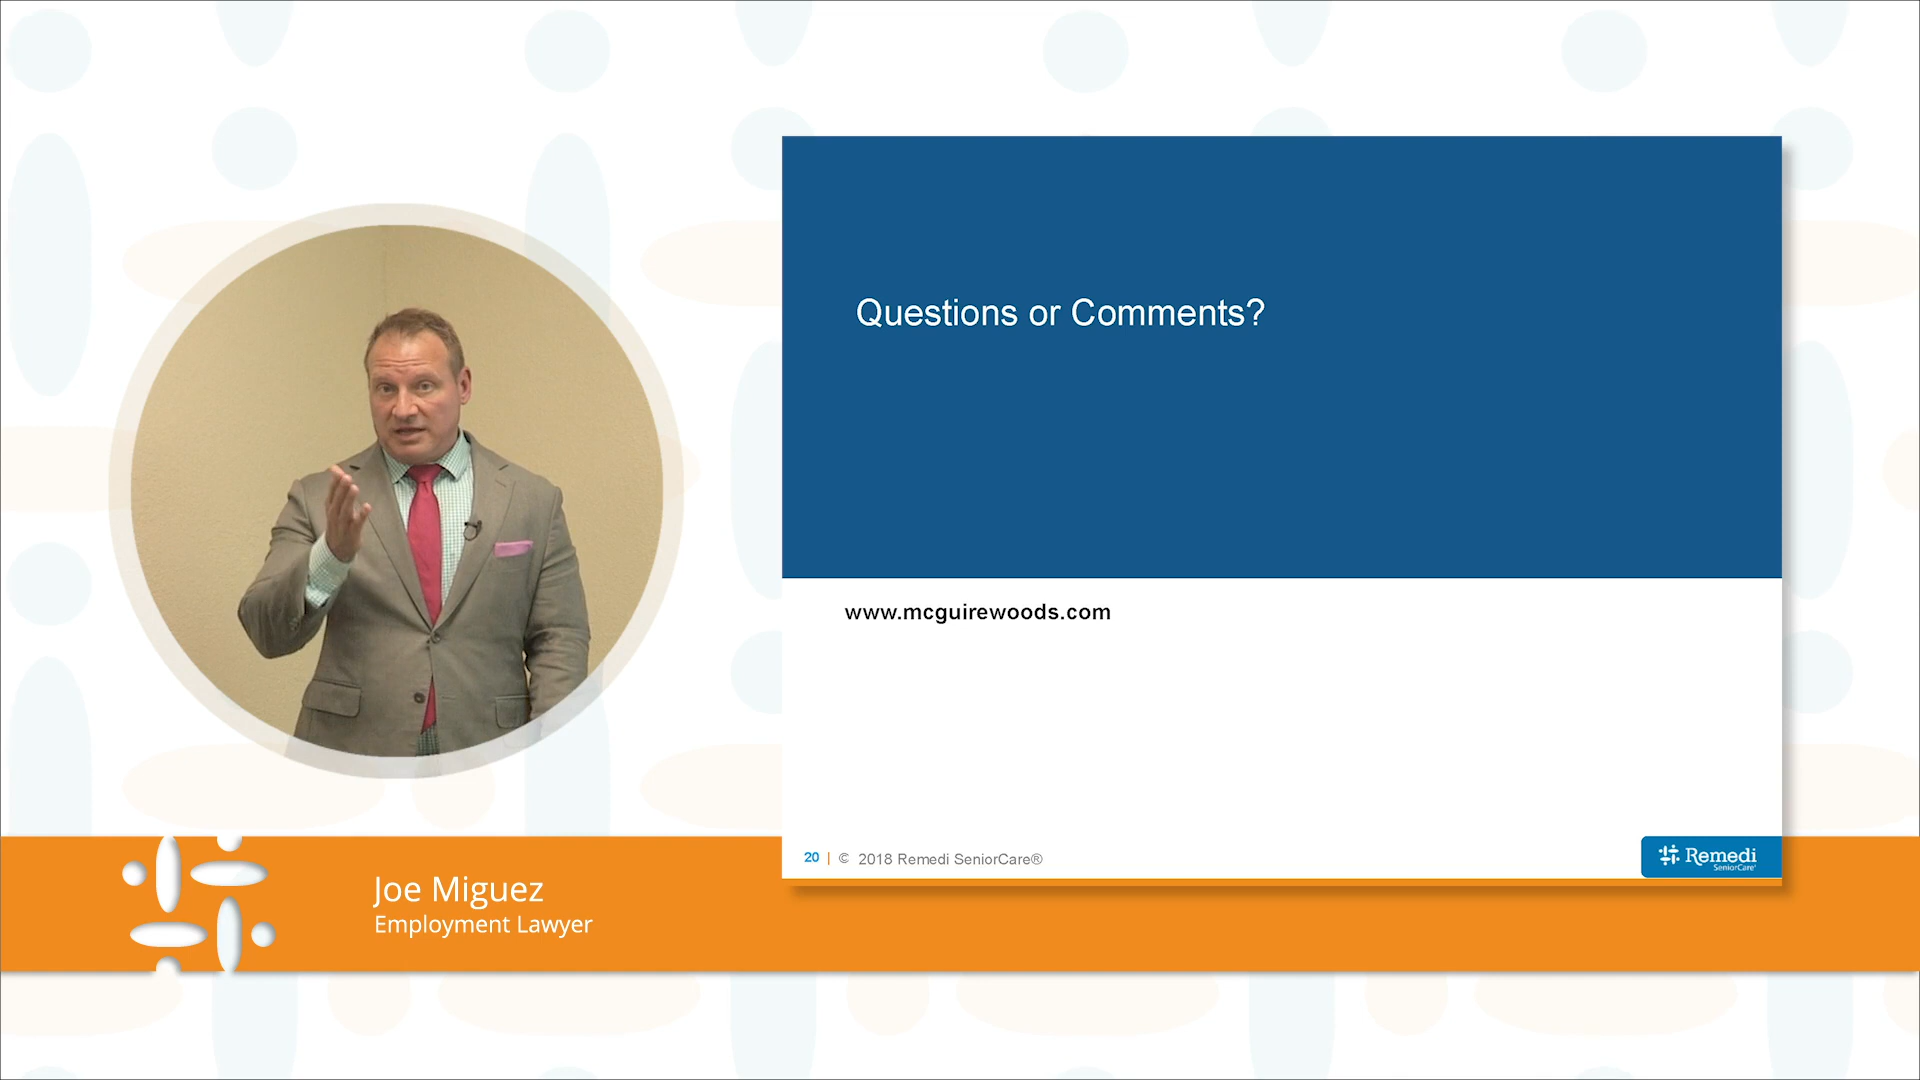 Questions or Comments?
www.mcguirewoods.com
20 | © 2018 Remedi SeniorCare®
Remedi
SeniorCare®
Joe Miguez
Employment Lawyer